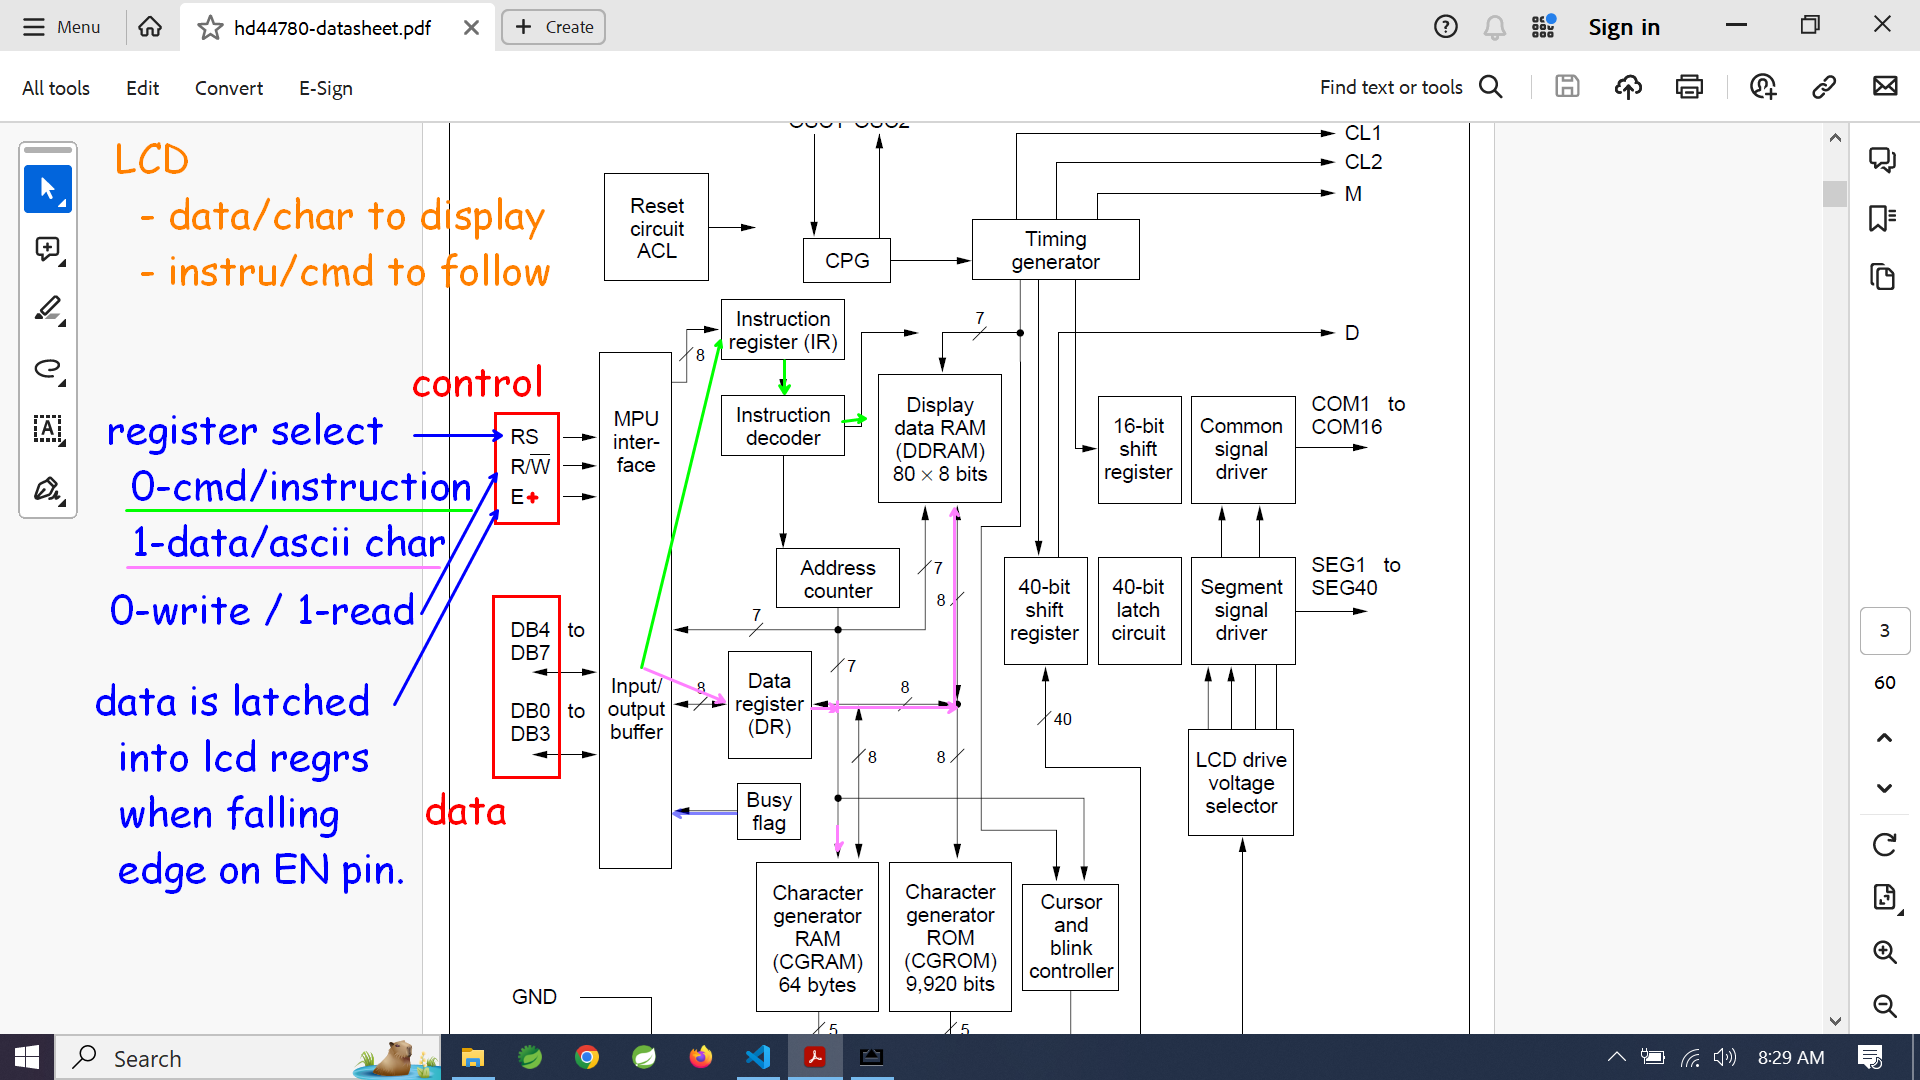 Menu
hd44780-datasheet.pdf
Create
Sign in
All tools
Edit
Convert
E-Sign
Find text or tools
LCD
- data/char to display
- instru/cmd to follow
control
register select
0-cmd/instruction
1-data/ascii char
0-write / 1-read
data is latched
into lcd regrs
when falling
edge on EN pin.
data
RS
R/W
E+
DB4 to
DB7
DB0 to
DB3
GND
OSC1 OSC2
CL1
CL2
M
D
Reset
circuit
ACL
CPG
Timing
generator
Instruction
register (IR)
8
7
MPU
inter-
face
Instruction
decoder
Display
data RAM
(DDRAM)
80 × 8 bits
16-bit
shift
register
Common
signal
driver
COM1 to
COM16
Address
counter
7
8
40-bit
shift
register
40-bit
latch
circuit
Segment
signal
driver
SEG1 to
SEG40
7
7
Input/
output
buffer
8
Data
register
(DR)
8
8
8
40
LCD drive
voltage
selector
Busy
flag
Character
generator
RAM
(CGRAM)
64 bytes
Character
generator
ROM
(CGROM)
9,920 bits
Cursor
and
blink
controller
5
5
3
60
Search
8:29 AM